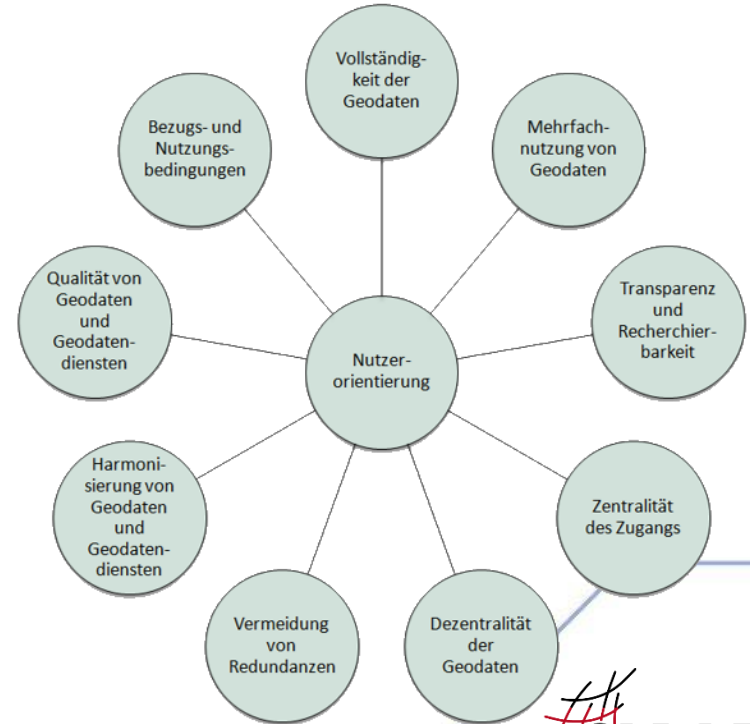 Vollständig-
keit der
Geodaten
Mehrfach-
nutzung von
Geodaten
Transparenz
und
Recherchier-
barkeit
Zentralität
des Zugangs
Dezentralität
der
Geodaten
Vermeidung
von
Redundanzen
Harmoni-
sierung von
Geodaten
und
Geodaten-
diensten
Qualität von
Geodaten
und
Geodaten-
diensten
Bezugs- und
Nutzungs-
bedingungen
Nutzer-
orientierung